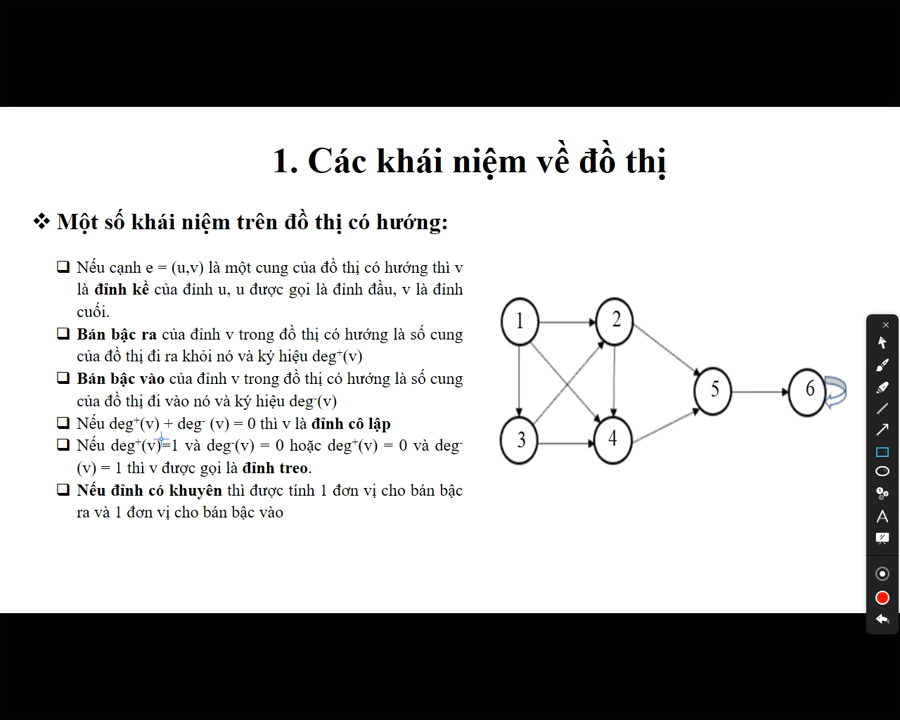 1. Các khái niệm về đồ thị
❖ Một số khái niệm trên đồ thị có hướng:
❑ Nếu cạnh e = (u,v) là một cung của đồ thị có hướng thì v
là đỉnh kề của đỉnh u, u được gọi là đỉnh đầu, v là đỉnh
cuối.
❑ Bán bậc ra của đỉnh v trong đồ thị có hướng là số cung
của đồ thị đi ra khỏi nó và ký hiệu deg⁺(v)
❑ Bán bậc vào của đỉnh v trong đồ thị có hướng là số cung
của đồ thị đi vào nó và ký hiệu deg⁻(v)
❑ Nếu deg⁺(v) + deg⁻ (v) = 0 thì v là đỉnh cô lập
❑ Nếu deg⁺(v)=1 và deg⁻(v) = 0 hoặc deg⁺(v) = 0 và deg⁻
(v) = 1 thì v được gọi là đỉnh treo.
❑ Nếu đỉnh có khuyên thì được tính 1 đơn vị cho bán bậc
ra và 1 đơn vị cho bán bậc vào
1
2
5
6
3
4
A